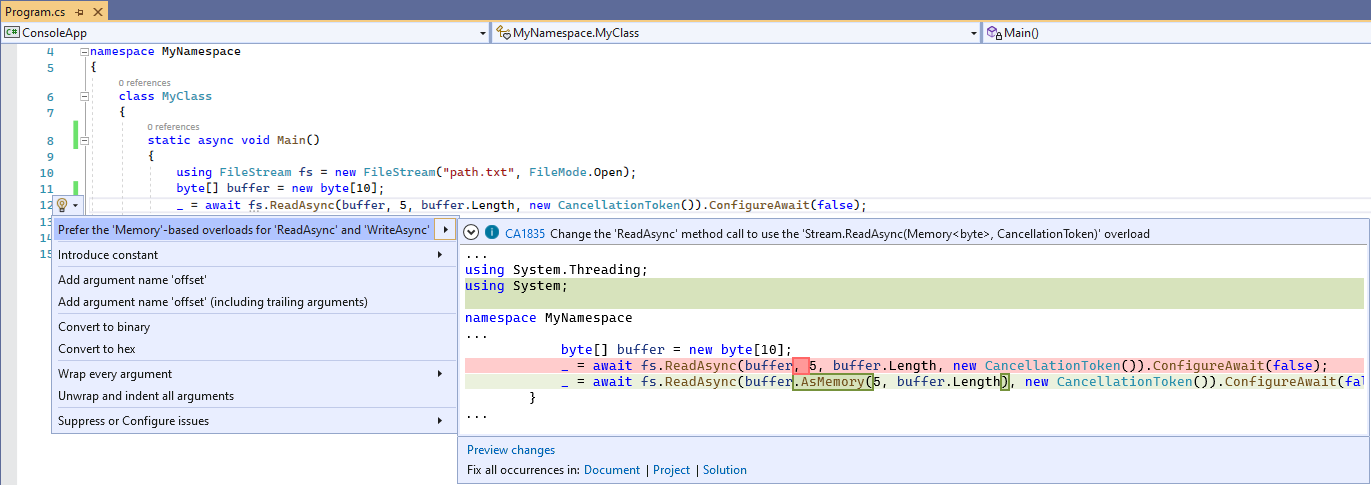 Program.cs
C# ConsoleApp MyNamespace.MyClass Main()
4 namespace MyNamespace
5 {
0 references
6 class MyClass
7 {
0 references
8 static async void Main()
9 {
10 using FileStream fs = new FileStream("path.txt", FileMode.Open);
11 byte[] buffer = new byte[10];
12 _ = await fs.ReadAsync(buffer, 5, buffer.Length, new CancellationToken()).ConfigureAwait(false);
13
14
15
Prefer the 'Memory'-based overloads for 'ReadAsync' and 'WriteAsync'
Introduce constant
Add argument name 'offset'
Add argument name 'offset' (including trailing arguments)
Convert to binary
Convert to hex
Wrap every argument
Unwrap and indent all arguments
Suppress or Configure issues
CA1835 Change the 'ReadAsync' method call to use the 'Stream.ReadAsync(Memory<byte>, CancellationToken)' overload
...
using System.Threading;
using System;
namespace MyNamespace
...
byte[] buffer = new byte[10];
_ = await fs.ReadAsync(buffer, 5, buffer.Length, new CancellationToken()).ConfigureAwait(false);
_ = await fs.ReadAsync(buffer.AsMemory(5, buffer.Length), new CancellationToken()).ConfigureAwait(fal
}
...
Preview changes
Fix all occurrences in: Document | Project | Solution